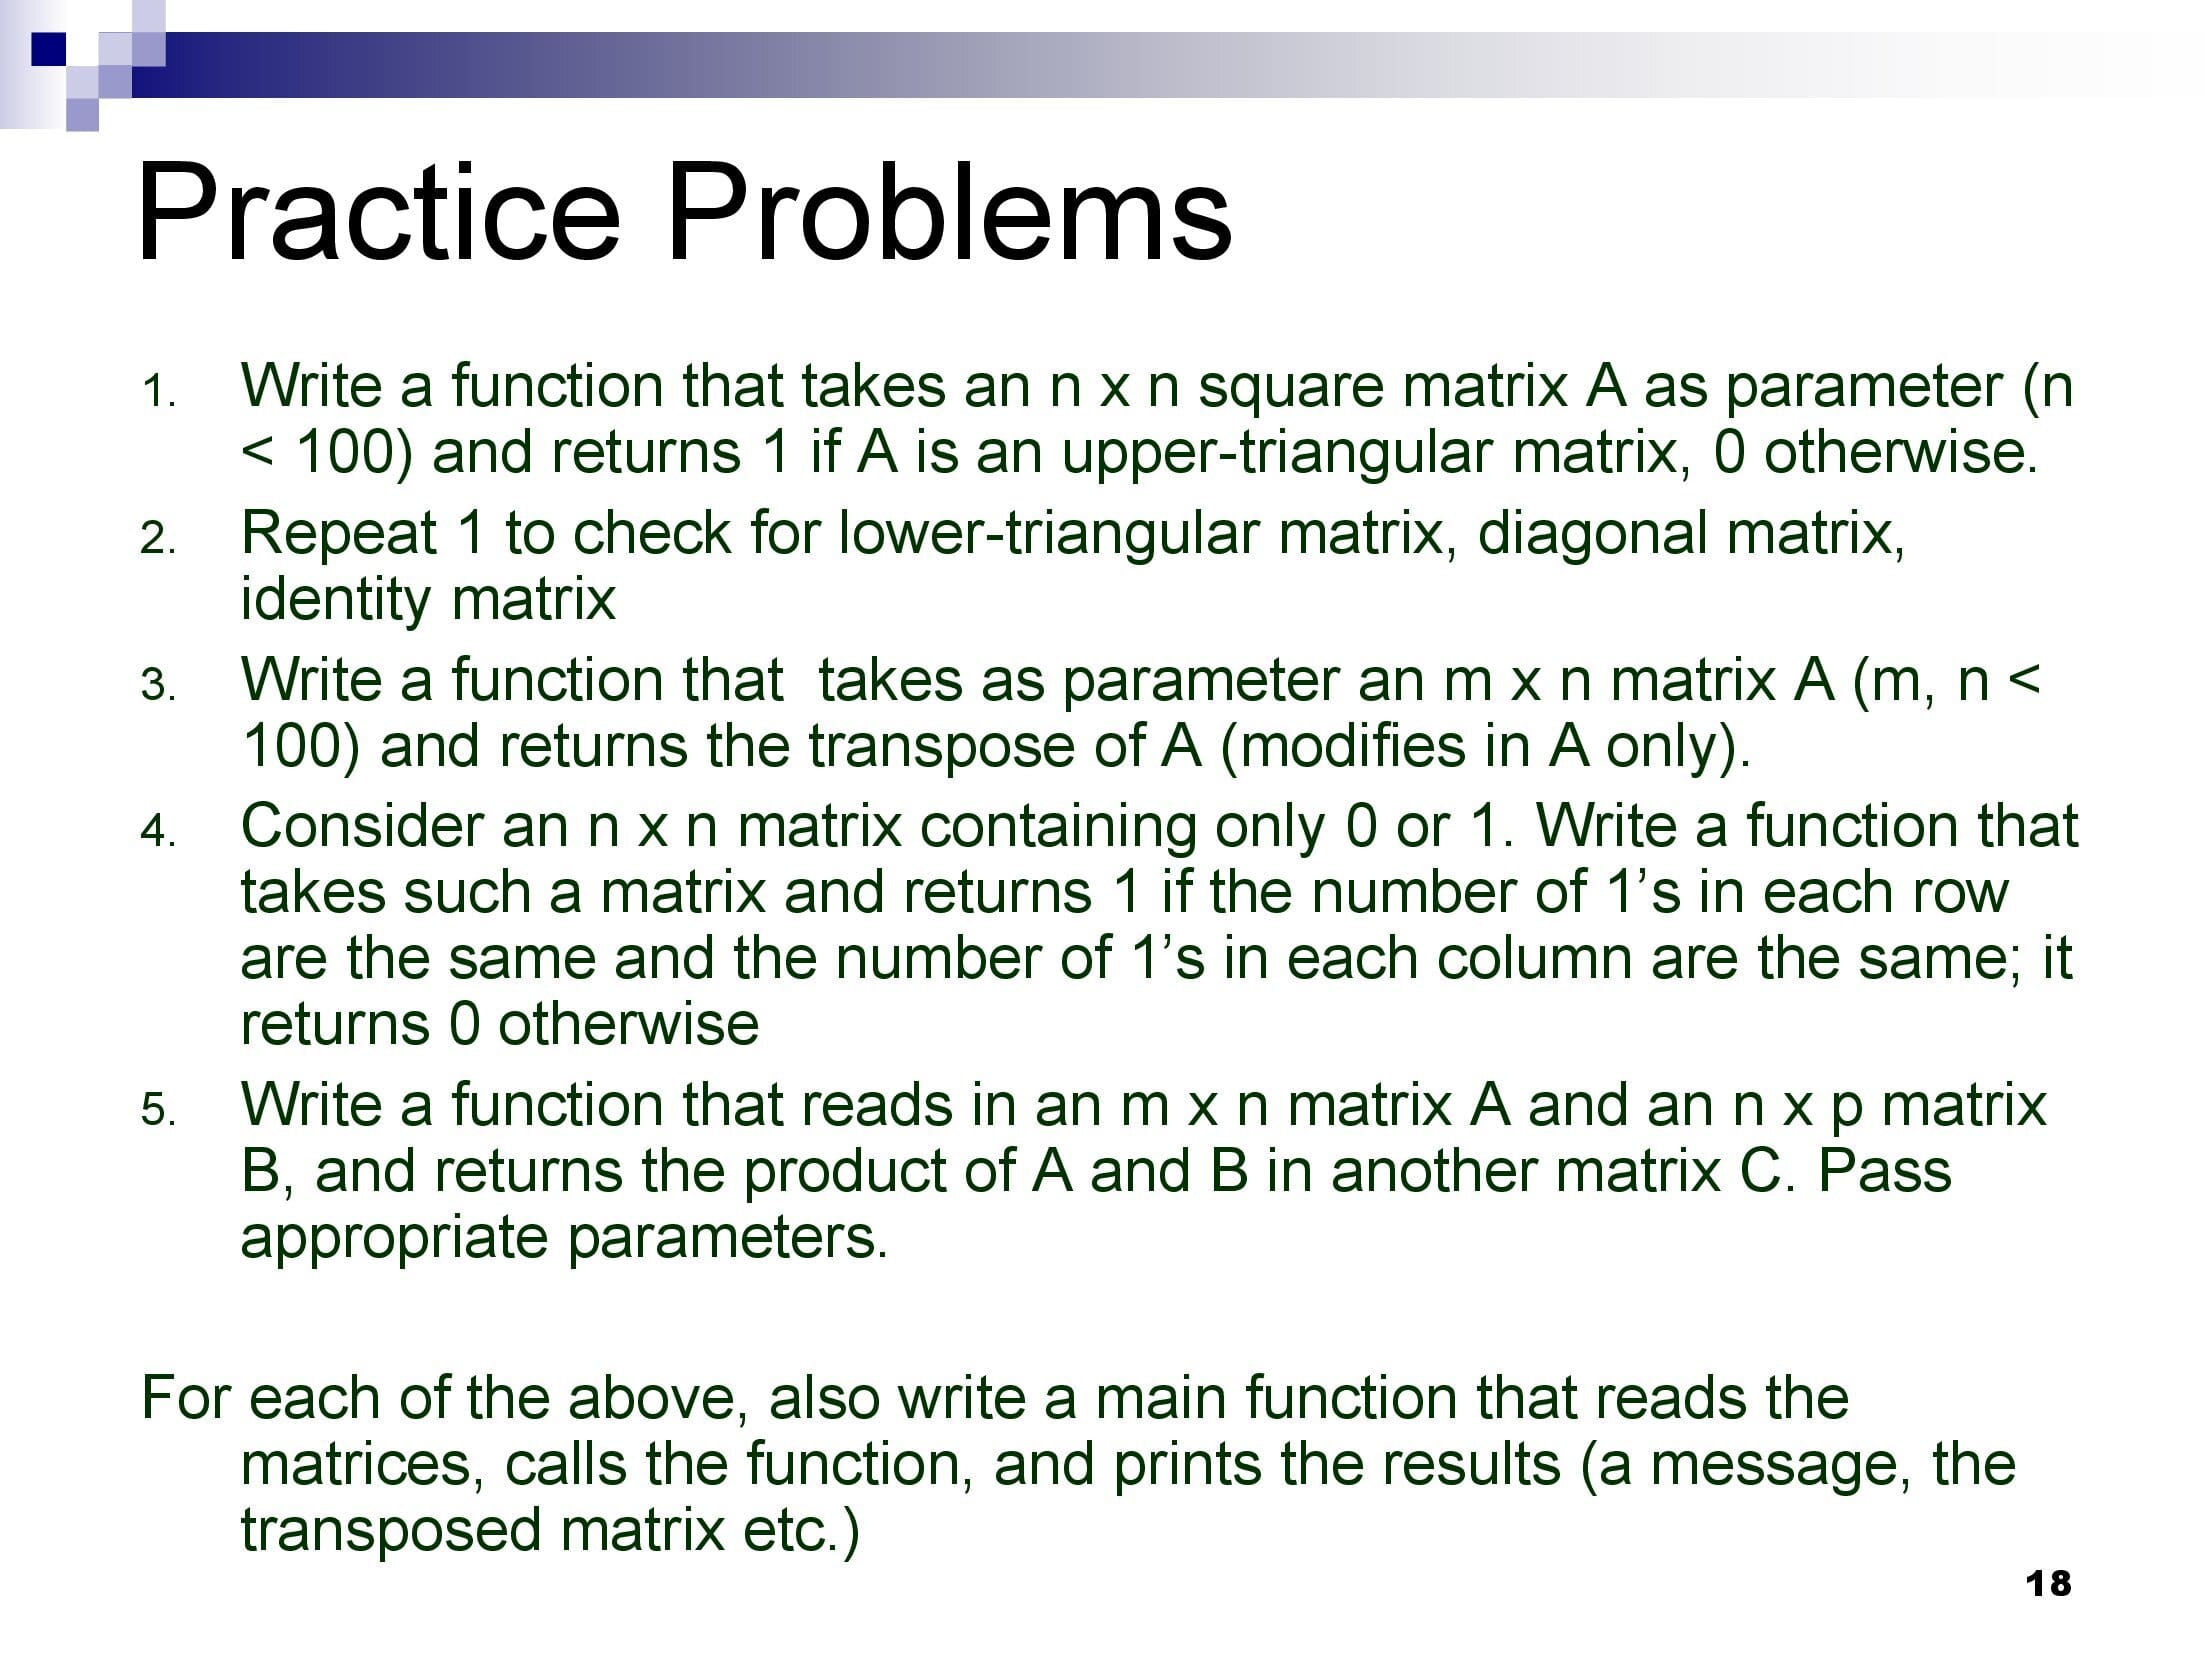 Practice Problems
1. Write a function that takes an n x n square matrix A as parameter (n
< 100) and returns 1 if A is an upper-triangular matrix, 0 otherwise.
2. Repeat 1 to check for lower-triangular matrix, diagonal matrix,
identity matrix
3. Write a function that  takes as parameter an m x n matrix A (m, n <
100) and returns the transpose of A (modifies in A only).
4. Consider an n x n matrix containing only 0 or 1. Write a function that
takes such a matrix and returns 1 if the number of 1’s in each row
are the same and the number of 1’s in each column are the same; it
returns 0 otherwise
5. Write a function that reads in an m x n matrix A and an n x p matrix
B, and returns the product of A and B in another matrix C. Pass
appropriate parameters.
For each of the above, also write a main function that reads the
matrices, calls the function, and prints the results (a message, the
transposed matrix etc.)
18